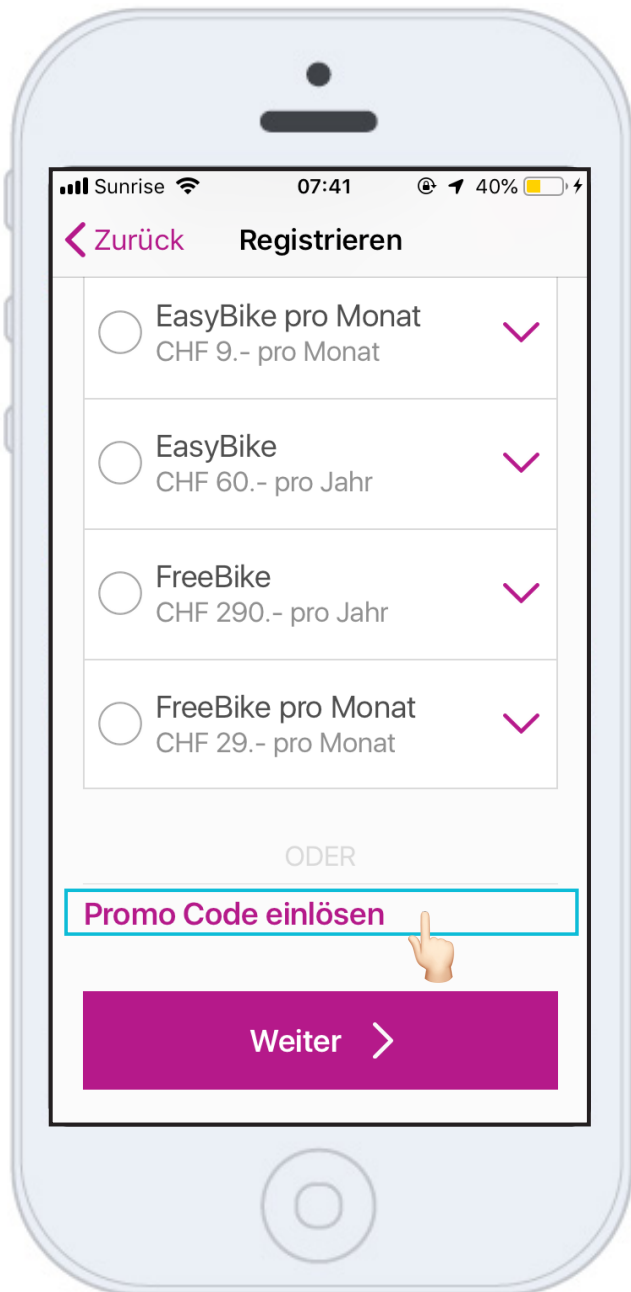 Sunrise 07:41 40%
Zurück Registrieren
EasyBike pro Monat
CHF 9.- pro Monat
EasyBike
CHF 60.- pro Jahr
FreeBike
CHF 290.- pro Jahr
FreeBike pro Monat
CHF 29.- pro Monat
ODER
Promo Code einlösen
Weiter